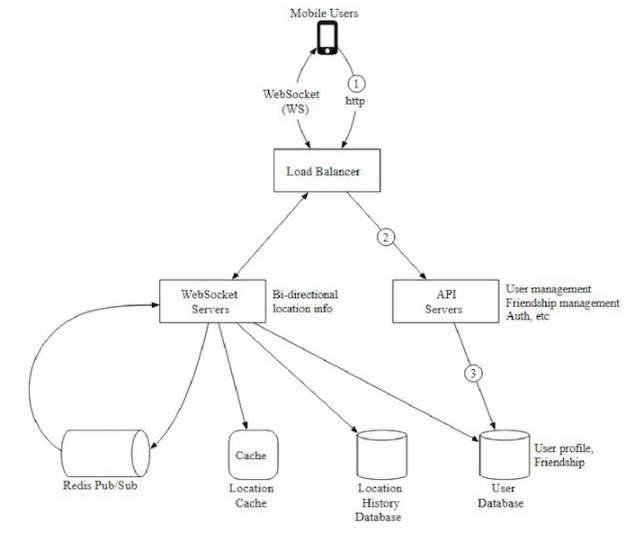 Mobile Users
1
WebSocket
(WS)
http
Load Balancer
2
WebSocket
Servers
Bi-directional
location info
API
Servers
User management
Friendship management
Auth, etc
3
Redis Pub/Sub
Cache
Location
Cache
Location
History
Database
User
Database
User profile,
Friendship